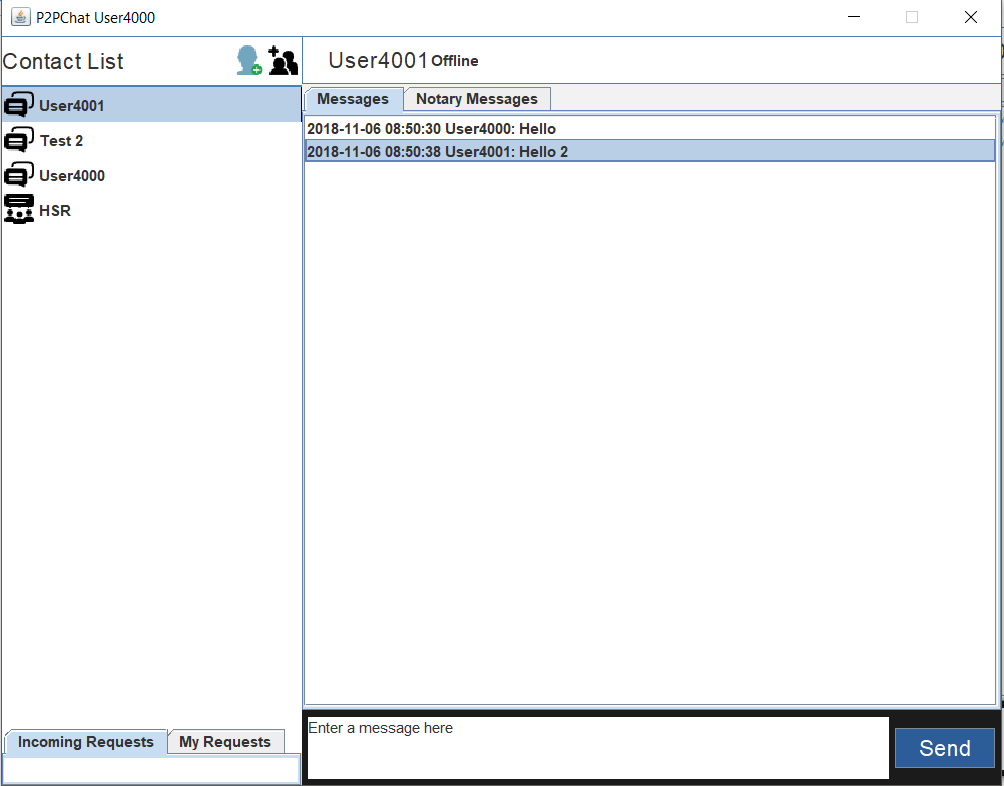 P2PChat User4000
Contact List
User4001 Offline
User4001
Test 2
User4000
HSR
Messages
Notary Messages
2018-11-06 08:50:30 User4000: Hello
2018-11-06 08:50:38 User4001: Hello 2
Incoming Requests
My Requests
Enter a message here
Send